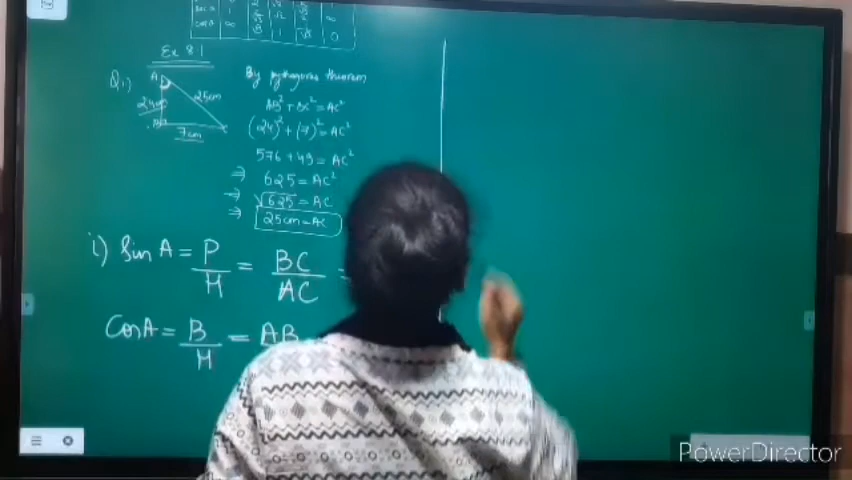 Ex 8.1
Q.1)
A
24cm
25cm
B
7cm
C
By pythagoras theorem
AB² + BC² = AC²
(24)² + (7)² = AC²
576 + 49 = AC²
⇒ 625 = AC²
⇒ √625 = AC
⇒ 25cm = AC
i) Sin A = P/H = BC/AC =
Cos A = B/H = AB
PowerDirector